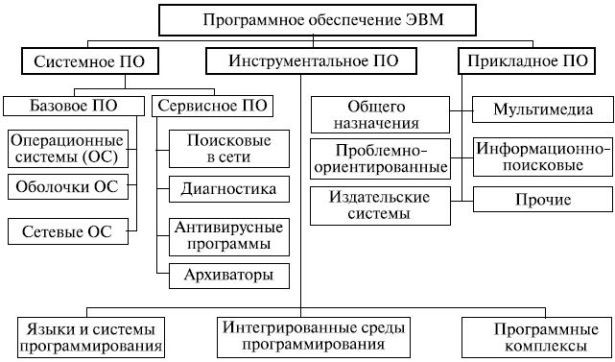 Программное обеспечение ЭВМ
Системное ПО
Инструментальное ПО
Прикладное ПО
Базовое ПО
Сервисное ПО
Операционные
системы (ОС)
Оболочки ОС
Сетевые ОС
Поисковые
в сети
Диагностика
Антивирусные
программы
Архиваторы
Общего
назначения
Проблемно-
ориентированные
Издательские
системы
Мультимедиа
Информационно-
поисковые
Прочие
Языки и системы
программирования
Интегрированные среды
программирования
Программные
комплексы